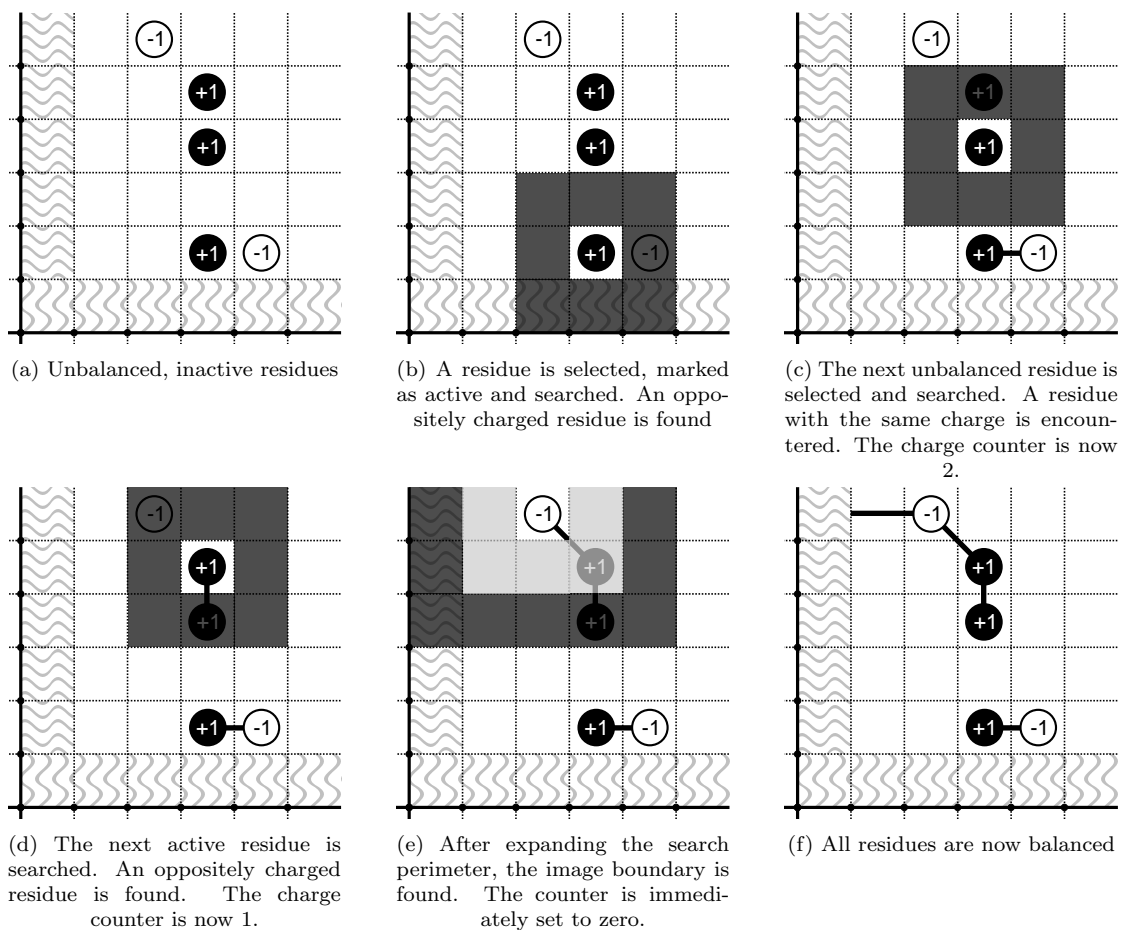 -1
+1
+1
+1 -1
(a) Unbalanced, inactive residues
-1
+1
+1
+1 -1
(b) A residue is selected, marked
as active and searched. An oppo-
sitely charged residue is found
-1
+1
+1
+1 -1
(c) The next unbalanced residue is
selected and searched. A residue
with the same charge is encoun-
tered. The charge counter is now
2.
-1
+1
+1
+1 -1
(d) The next active residue is
searched. An oppositely charged
residue is found. The charge
counter is now 1.
-1
+1
+1
+1 -1
(e) After expanding the search
perimeter, the image boundary is
found. The counter is immedi-
ately set to zero.
-1
+1
+1
+1 -1
(f) All residues are now balanced